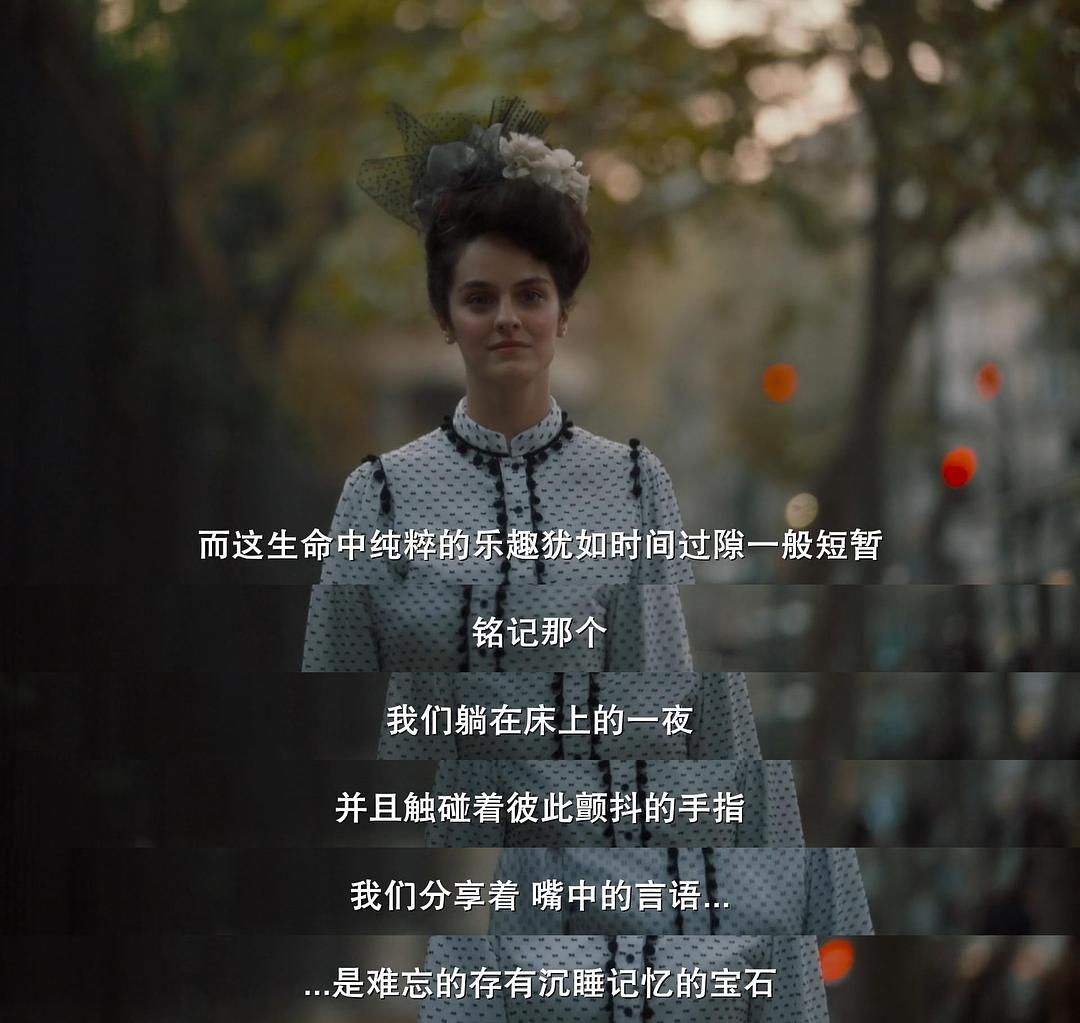 而这生命中纯粹的乐趣犹如时间过隙一般短暂
铭记那个
我们躺在床上的一夜
并且触碰着彼此颤抖的手指
我们分享着 嘴中的言语...
...是难忘的存有沉睡记忆的宝石